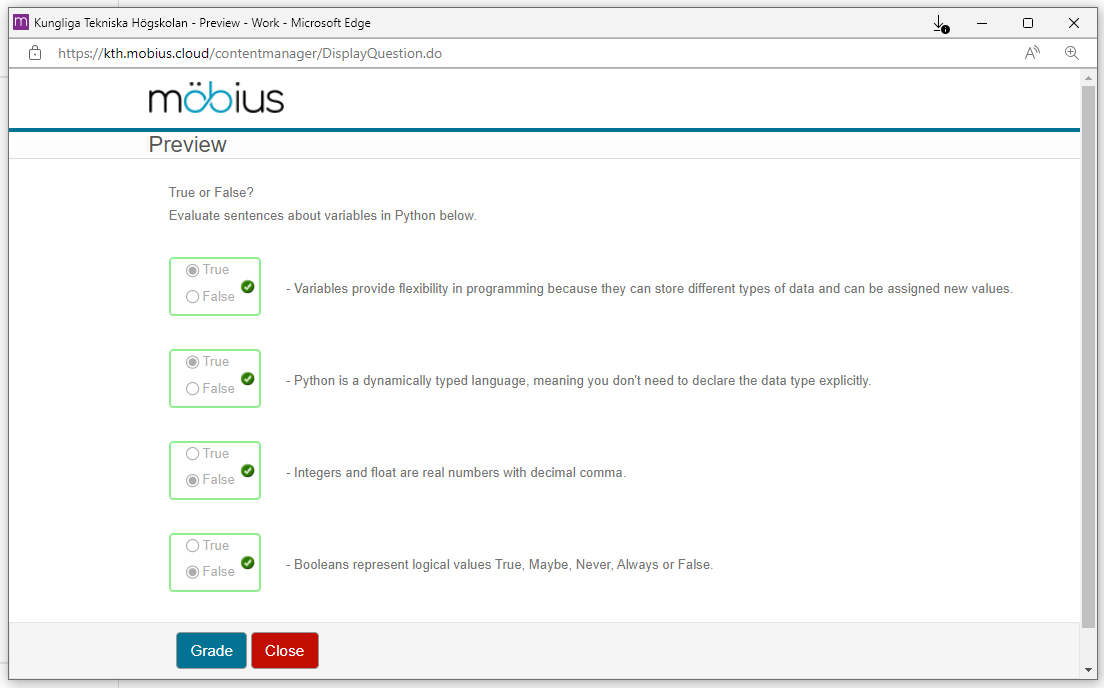 Kungliga Tekniska Högskolan - Preview - Work - Microsoft Edge
https://kth.mobius.cloud/contentmanager/DisplayQuestion.do
möbius
Preview
True or False?
Evaluate sentences about variables in Python below.
True
False
- Variables provide flexibility in programming because they can store different types of data and can be assigned new values.
True
False
- Python is a dynamically typed language, meaning you don't need to declare the data type explicitly.
True
False
- Integers and float are real numbers with decimal comma.
True
False
- Booleans represent logical values True, Maybe, Never, Always or False.
Grade Close